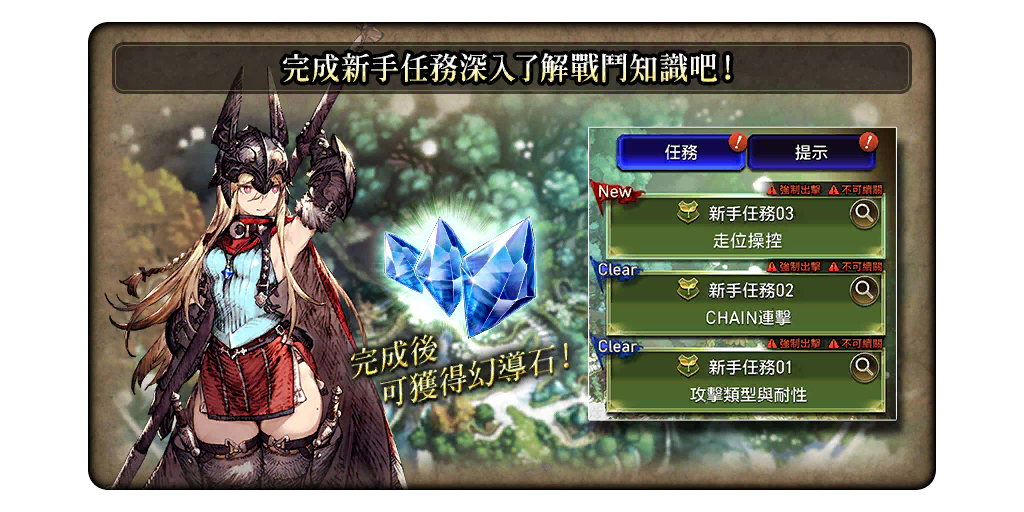 完成新手任務深入了解戰鬥知識吧！
任務
提示
New
強制出擊 不可續關
新手任務03
走位操控
Clear
強制出擊 不可續關
新手任務02
CHAIN連擊
Clear
強制出擊 不可續關
新手任務01
攻擊類型與耐性
完成後
可獲得幻導石！